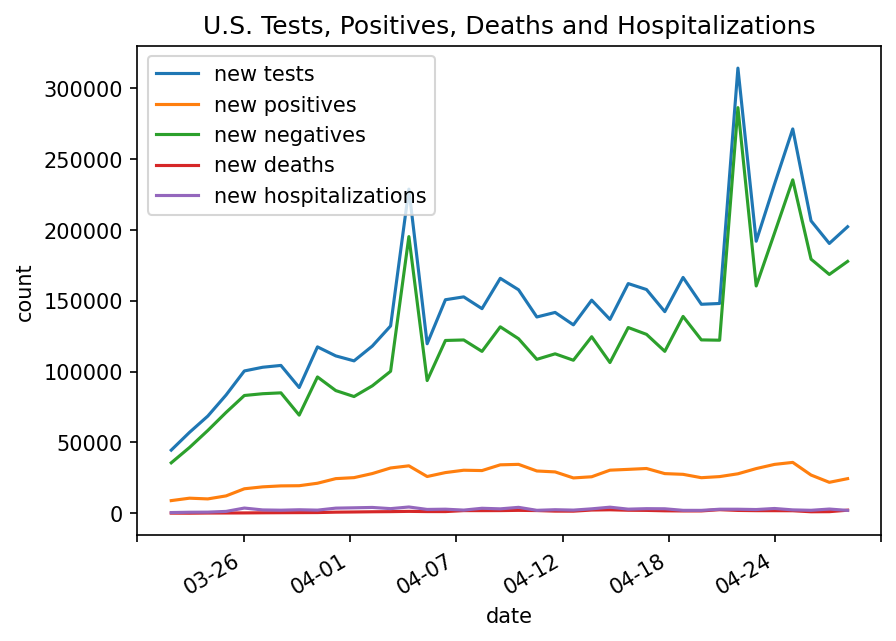 U.S. Tests, Positives, Deaths and Hospitalizations
300000
250000
200000
150000
100000
50000
0
count
new tests
new positives
new negatives
new deaths
new hospitalizations
03-26
04-01
04-07
04-12
04-18
04-24
date